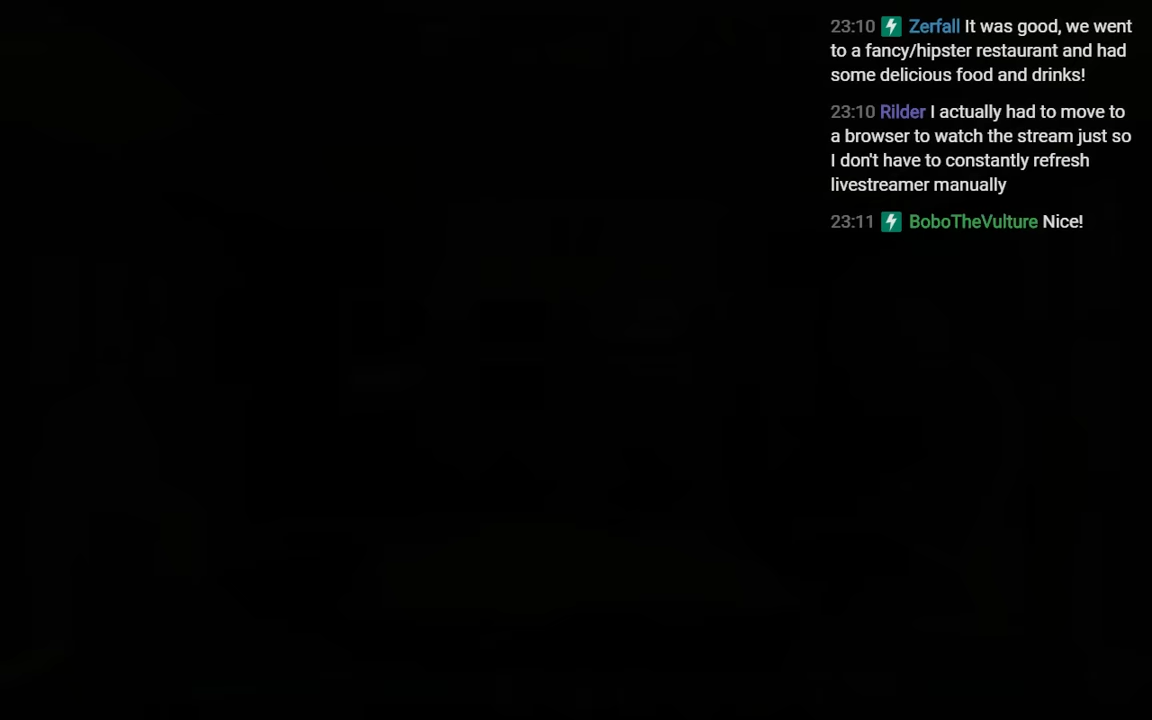 23:10 Zerfall It was good, we went
to a fancy/hipster restaurant and had
some delicious food and drinks!
23:10 Rilder I actually had to move to
a browser to watch the stream just so
I don't have to constantly refresh
livestreamer manually
23:11 BoboTheVulture Nice!